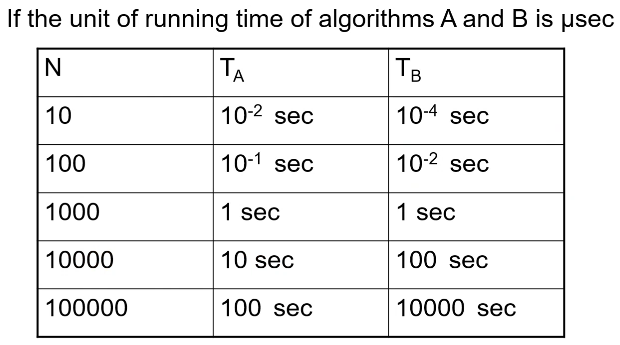 If the unit of running time of algorithms A and B is µsec
N T_A T_B
10 10^-2 sec 10^-4 sec
100 10^-1 sec 10^-2 sec
1000 1 sec 1 sec
10000 10 sec 100 sec
100000 100 sec 10000 sec